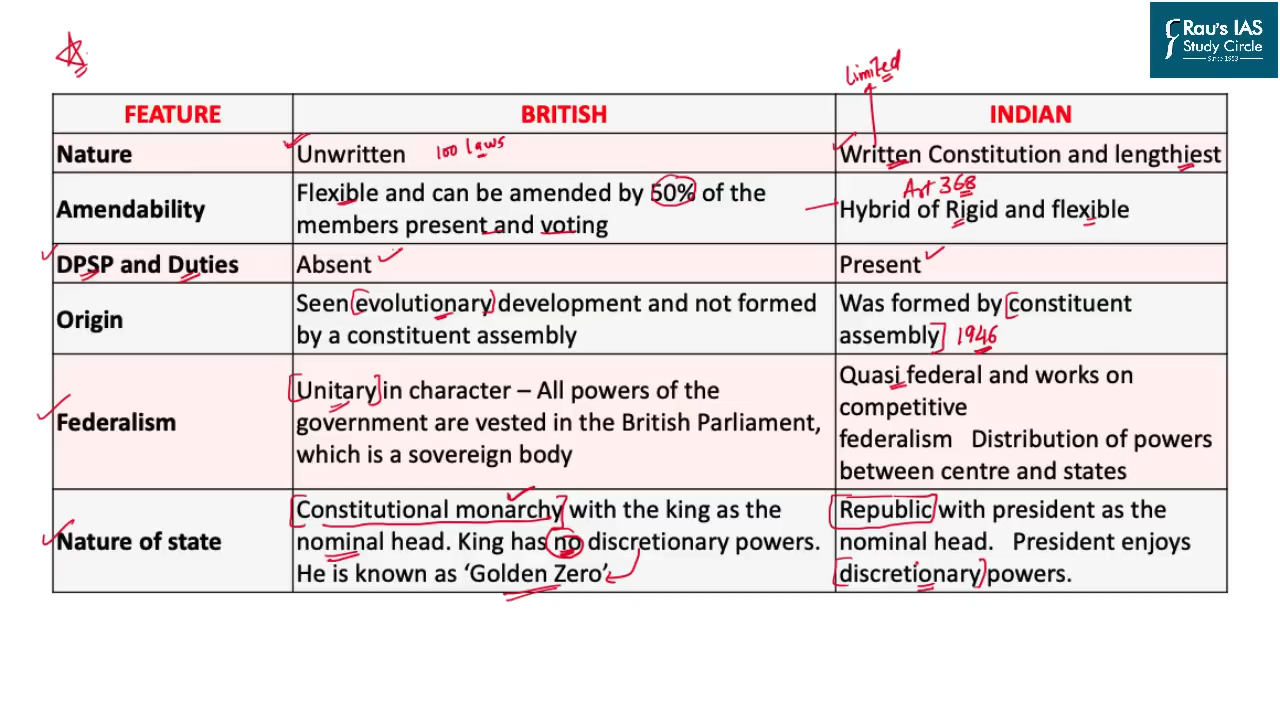 Rau's IAS
Study Circle
Since 1953
Limited
FEATURE BRITISH INDIAN
Nature Unwritten 100 laws Written Constitution and lengthiest
Art 368
Amendability Flexible and can be amended by 50% of the
members present and voting Hybrid of Rigid and flexible
DPSP and Duties Absent Present
Origin Seen evolutionary development and not formed
by a constituent assembly Was formed by constituent
assembly 1946
Federalism Unitary in character – All powers of the
government are vested in the British Parliament,
which is a sovereign body Quasi federal and works on
competitive
federalism Distribution of powers
between centre and states
Nature of state Constitutional monarchy with the king as the
nominal head. King has no discretionary powers.
He is known as ‘Golden Zero’ Republic with president as the
nominal head. President enjoys
discretionary powers.